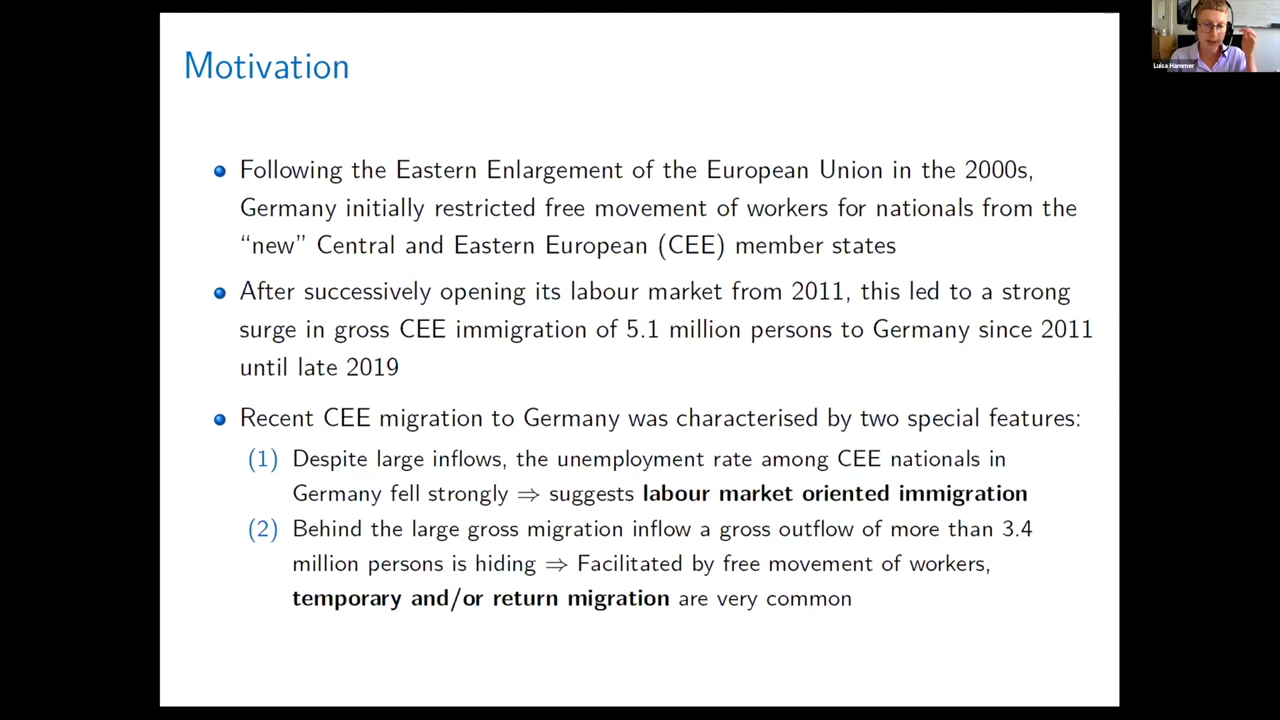 Motivation
Following the Eastern Enlargement of the European Union in the 2000s,
Germany initially restricted free movement of workers for nationals from the
“new” Central and Eastern European (CEE) member states
After successively opening its labour market from 2011, this led to a strong
surge in gross CEE immigration of 5.1 million persons to Germany since 2011
until late 2019
Recent CEE migration to Germany was characterised by two special features:
(1) Despite large inflows, the unemployment rate among CEE nationals in
Germany fell strongly ⇒ suggests labour market oriented immigration
(2) Behind the large gross migration inflow a gross outflow of more than 3.4
million persons is hiding ⇒ Facilitated by free movement of workers,
temporary and/or return migration are very common
Luisa Hammer